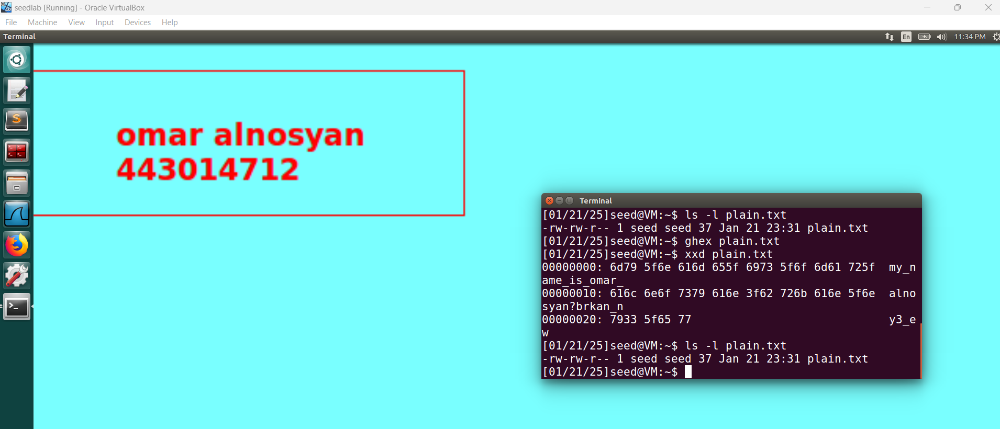 seedlab [Running] - Oracle VirtualBox
File Machine View Input Devices Help
Terminal En 11:34 PM
omar alnosyan
443014712
Terminal
[01/21/25]seed@VM:~$ ls -l plain.txt
-rw-rw-r-- 1 seed seed 37 Jan 21 23:31 plain.txt
[01/21/25]seed@VM:~$ ghex plain.txt
[01/21/25]seed@VM:~$ xxd plain.txt
00000000: 6d79 5f6e 616d 655f 6973 5f6f 6d61 725f  my_n
ame_is_omar_
00000010: 616c 6e6f 7379 616e 3f62 726b 616e 5f6e  alno
syan?brkan_n
00000020: 7933 5f65 77                             y3_e
w
[01/21/25]seed@VM:~$ ls -l plain.txt
-rw-rw-r-- 1 seed seed 37 Jan 21 23:31 plain.txt
[01/21/25]seed@VM:~$